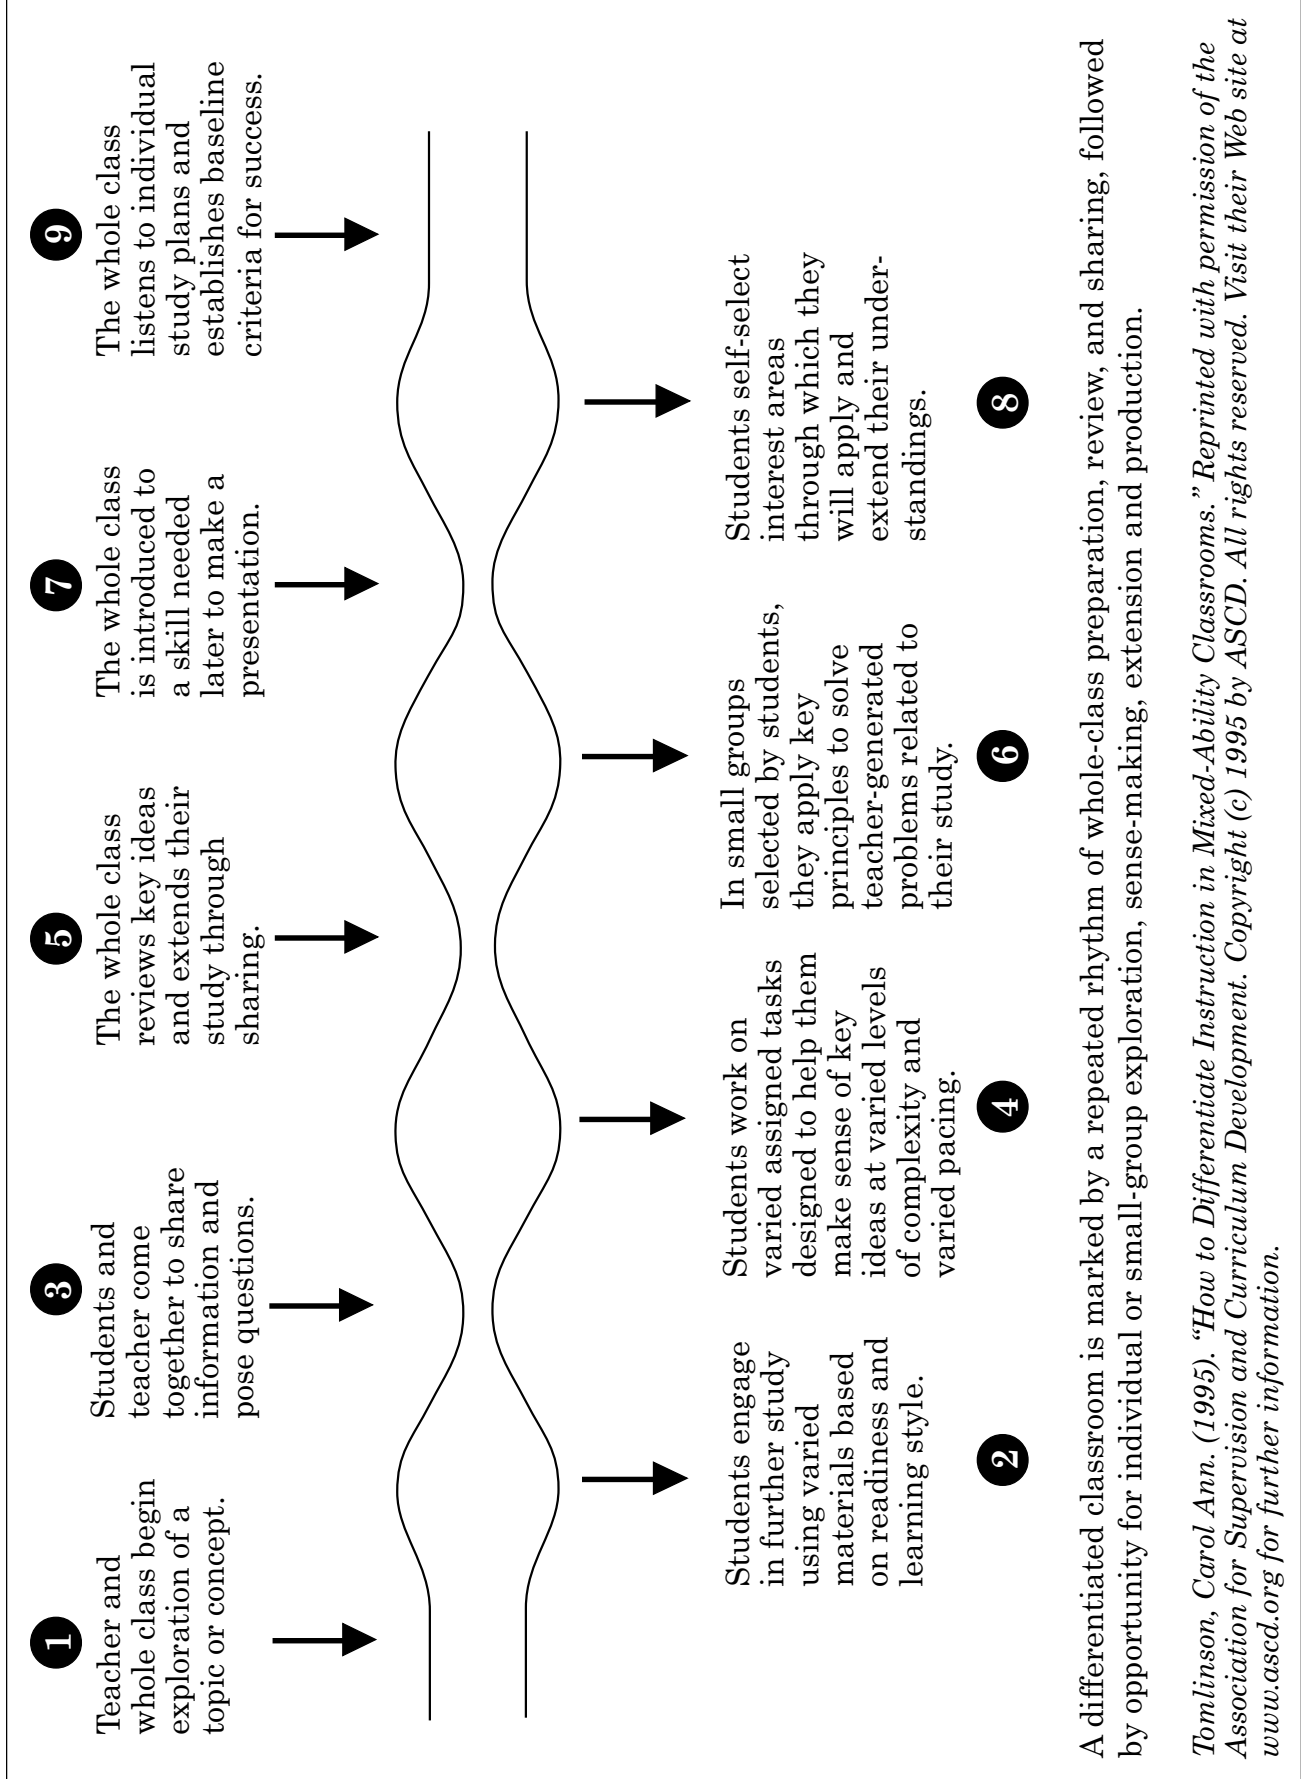 1
Teacher and
whole class begin
exploration of a
topic or concept.
3
Students and
teacher come
together to share
information and
pose questions.
5
The whole class
reviews key ideas
and extends their
study through
sharing.
7
The whole class
is introduced to
a skill needed
later to make a
presentation.
9
The whole class
listens to individual
study plans and
establishes baseline
criteria for success.
Students engage
in further study
using varied
materials based
on readiness and
learning style.
2
Students work on
varied assigned tasks
designed to help them
make sense of key
ideas at varied levels
of complexity and
varied pacing.
4
In small groups
selected by students,
they apply key
principles to solve
teacher-generated
problems related to
their study.
6
Students self-select
interest areas
through which they
will apply and
extend their under-
standings.
8
A differentiated classroom is marked by a repeated rhythm of whole-class preparation, review, and sharing, followed
by opportunity for individual or small-group exploration, sense-making, extension and production.
Tomlinson, Carol Ann. (1995). “How to Differentiate Instruction in Mixed-Ability Classrooms.” Reprinted with permission of the
Association for Supervision and Curriculum Development. Copyright (c) 1995 by ASCD. All rights reserved. Visit their Web site at
www.ascd.org for further information.